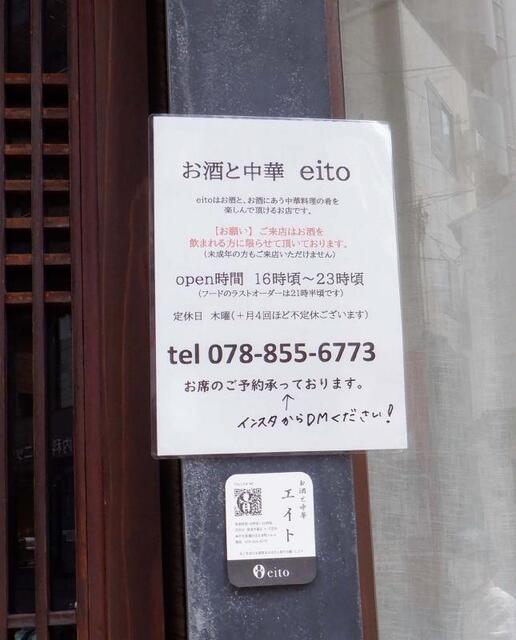 お酒と中華 eito
eitoはお酒と、お酒にあう中華料理の肴を
楽しんで頂けるお店です。
【お願い】ご来店はお酒を
飲まれる方に限らせて頂いております。
(未成年の方もご来店いただけません)
open時間 16時頃～23時頃
(フードのラストオーダーは21時半頃です)
定休日 木曜(+月4回ほど不定休ございます)
tel 078-855-6773
お席のご予約承っております。
↑
インスタからDMください!
お酒と中華
エイト
eito